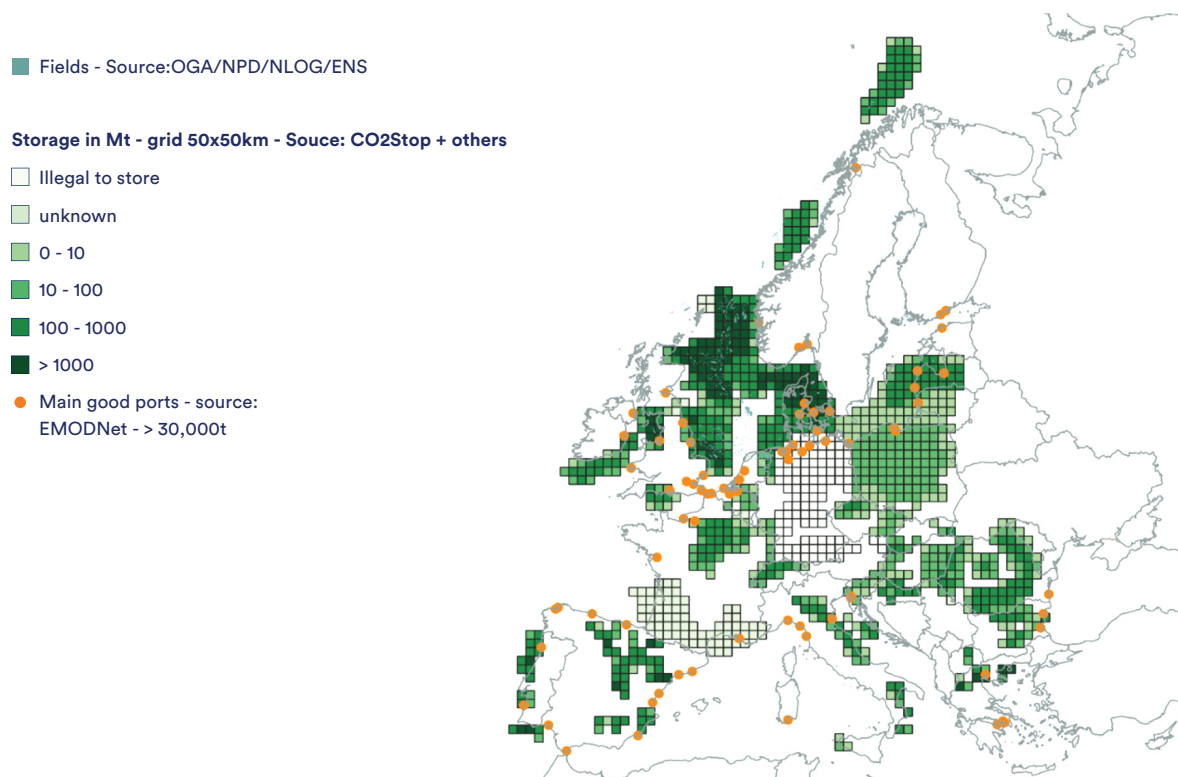 Fields - Source:OGA/NPD/NLOG/ENS
Storage in Mt - grid 50x50km - Souce: CO2Stop + others
Illegal to store
unknown
0 - 10
10 - 100
100 - 1000
> 1000
Main good ports - source:
EMODNet - > 30,000t